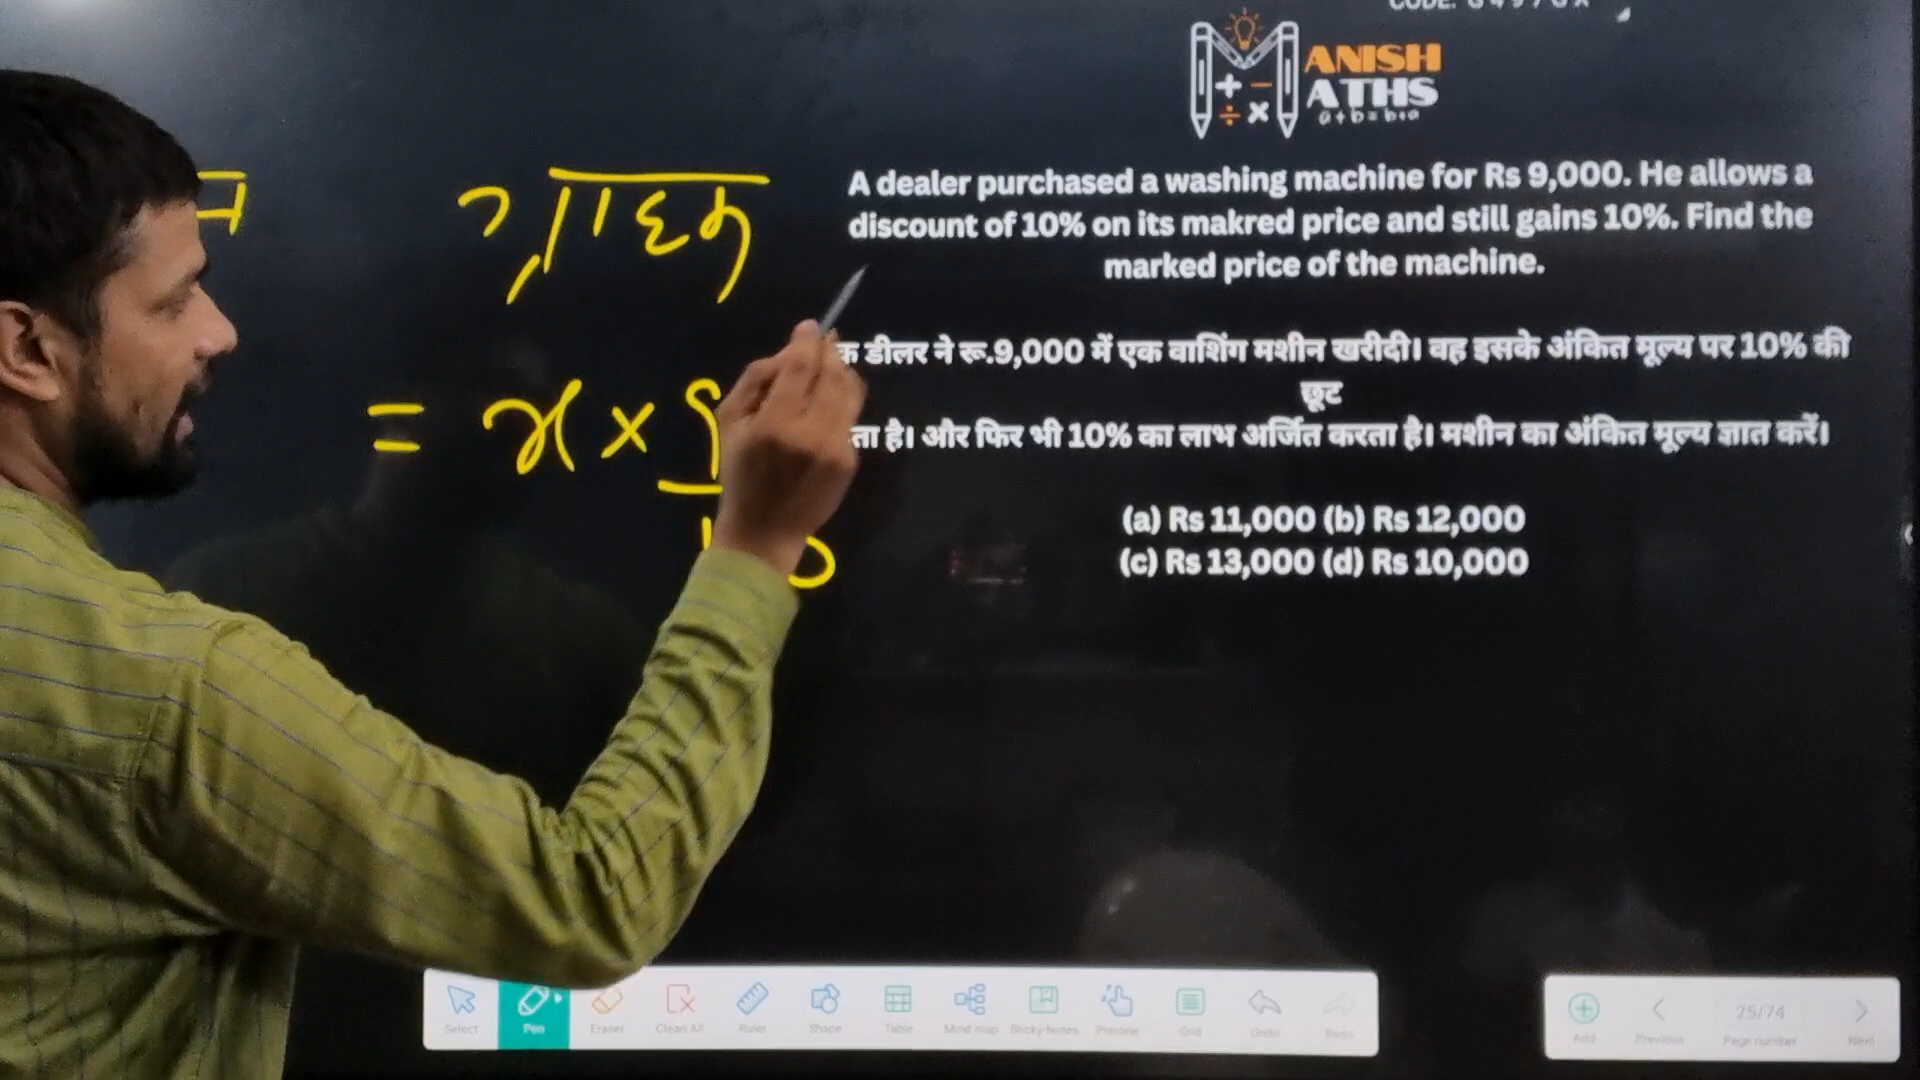 MANISH
MATHS
a+b=b+a
A dealer purchased a washing machine for Rs 9,000. He allows a
discount of 10% on its makred price and still gains 10%. Find the
marked price of the machine.
डीलर ने रू.9,000 में एक वाशिंग मशीन खरीदी। वह इसके अंकित मूल्य पर 10% की
छूट
है। और फिर भी 10% का लाभ अर्जित करता है। मशीन का अंकित मूल्य ज्ञात करें।
(a) Rs 11,000 (b) Rs 12,000
(c) Rs 13,000 (d) Rs 10,000
ग्राहक
= x ×
Select Pen Eraser Clean All Ruler Shape Table Mind map Sticky Notes Preview Grid Undo Redo
Add Previous 25/74 Page number Next